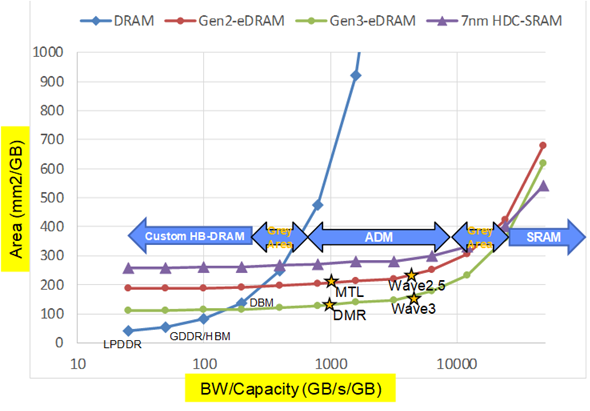 DRAM Gen2-eDRAM Gen3-eDRAM 7nm HDC-SRAM
1000
900
800
700
600
500
400
300
200
100
0
Area (mm2/GB)
Custom HB-DRAM
Grey
Area
ADM
Grey
Area
SRAM
LPDDR
GDDR/HBM
DBM
MTL
DMR
Wave2.5
Wave3
10 100 1000 10000
BW/Capacity (GB/s/GB)